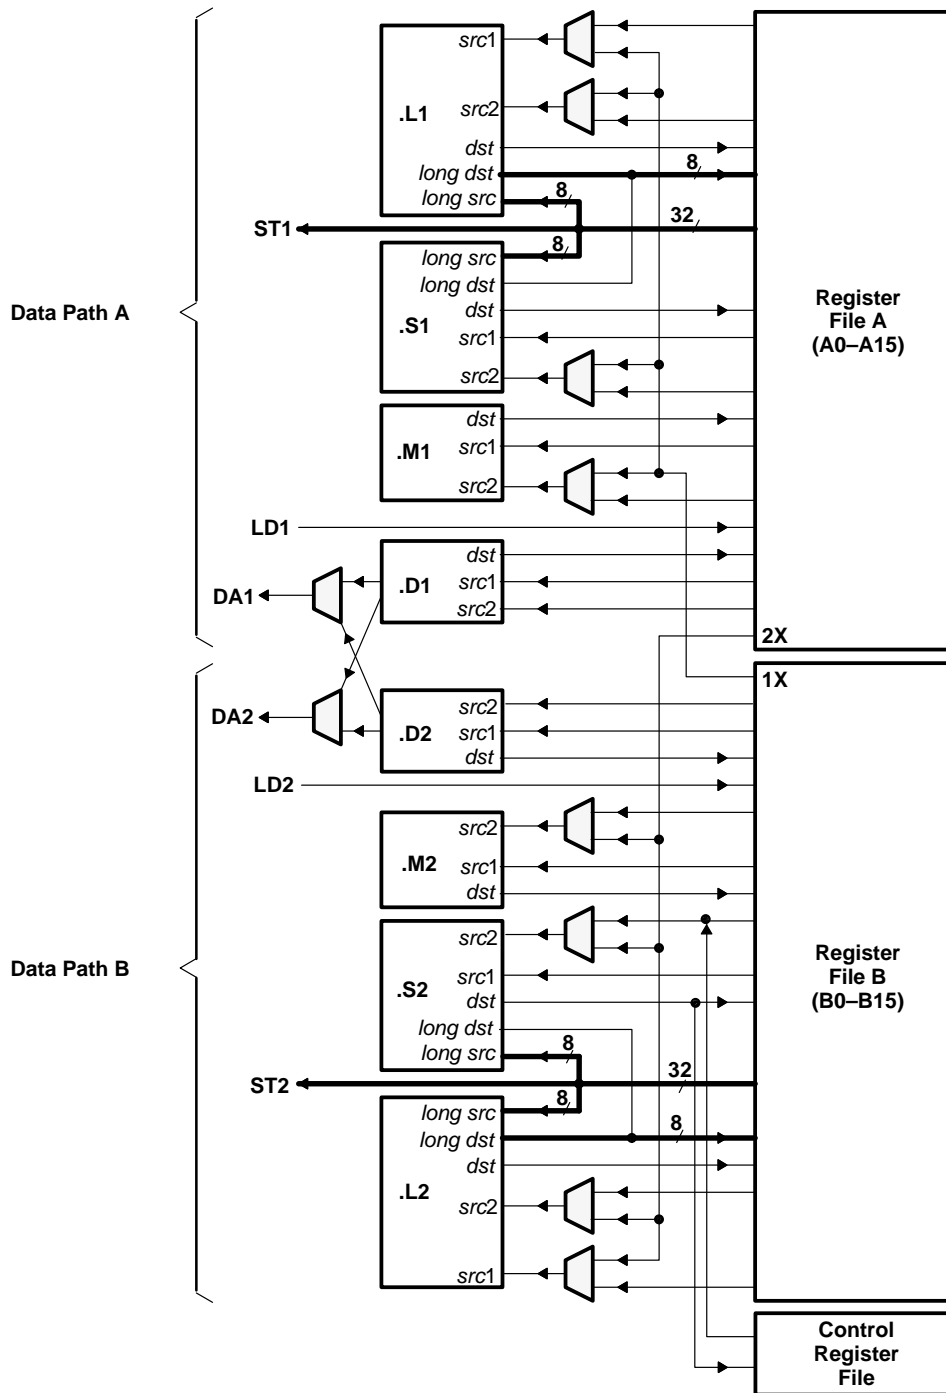 src1
.L1
src2
dst
long dst
8
long src
8
ST1
32
8
long src
long dst
Data Path A
dst
.S1
src1
src2
Register
File A
(A0–A15)
dst
.M1
src1
src2
LD1
dst
.D1
src1
src2
DA1
2X
1X
DA2
src2
.D2
src1
dst
LD2
src2
.M2
src1
dst
src2
Data Path B
.S2
src1
dst
long dst
8
long src
Register
File B
(B0–B15)
ST2
32
8
long src
long dst
8
dst
.L2
src2
src1
Control
Register
File